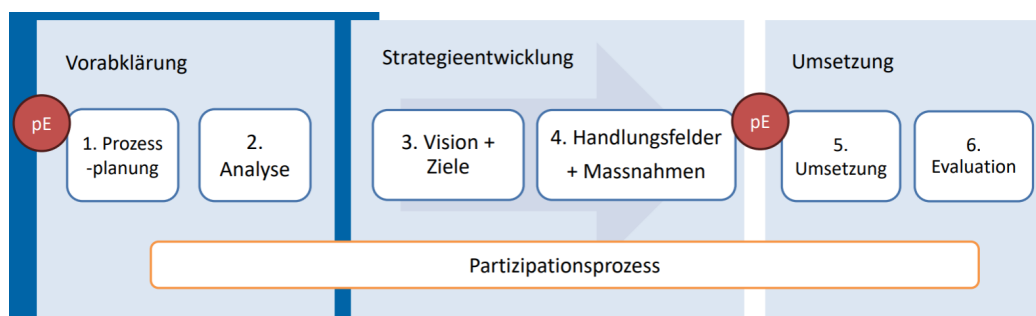 Vorabklärung
Strategieentwicklung
Umsetzung
pE
1. Prozess
-planung
2.
Analyse
3. Vision +
Ziele
4. Handlungsfelder
+ Massnahmen
pE
5.
Umsetzung
6.
Evaluation
Partizipationsprozess